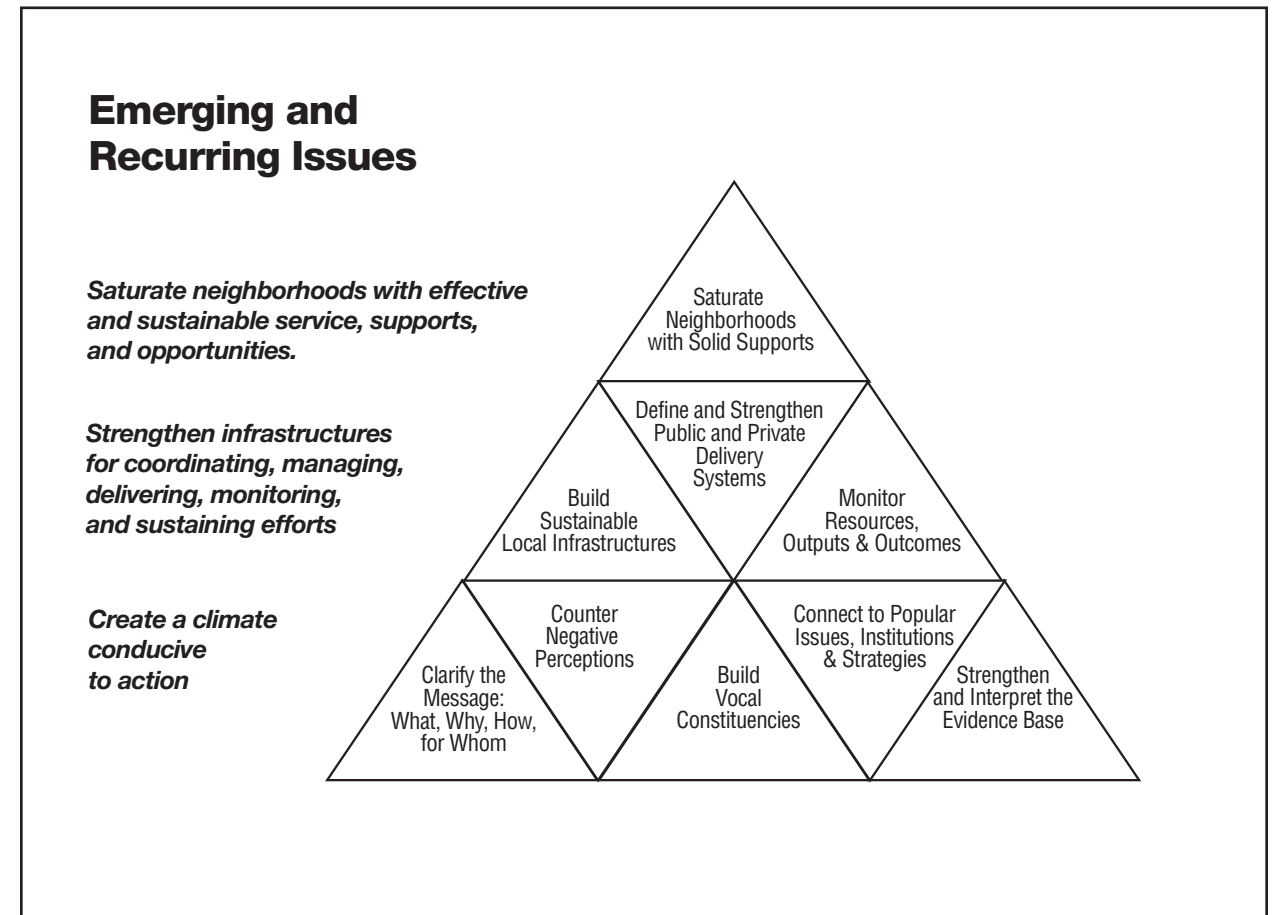 Emerging and
Recurring Issues
Saturate neighborhoods with effective
and sustainable service, supports,
and opportunities.
Strengthen infrastructures
for coordinating, managing,
delivering, monitoring,
and sustaining efforts
Create a climate
conducive
to action
Saturate
Neighborhoods
with Solid Supports
Define and Strengthen
Public and Private
Delivery
Systems
Build
Sustainable
Local Infrastructures
Monitor
Resources,
Outputs & Outcomes
Clarify the
Message:
What, Why, How,
for Whom
Counter
Negative
Perceptions
Build
Vocal
Constituencies
Connect to Popular
Issues, Institutions
& Strategies
Strengthen
and Interpret the
Evidence Base